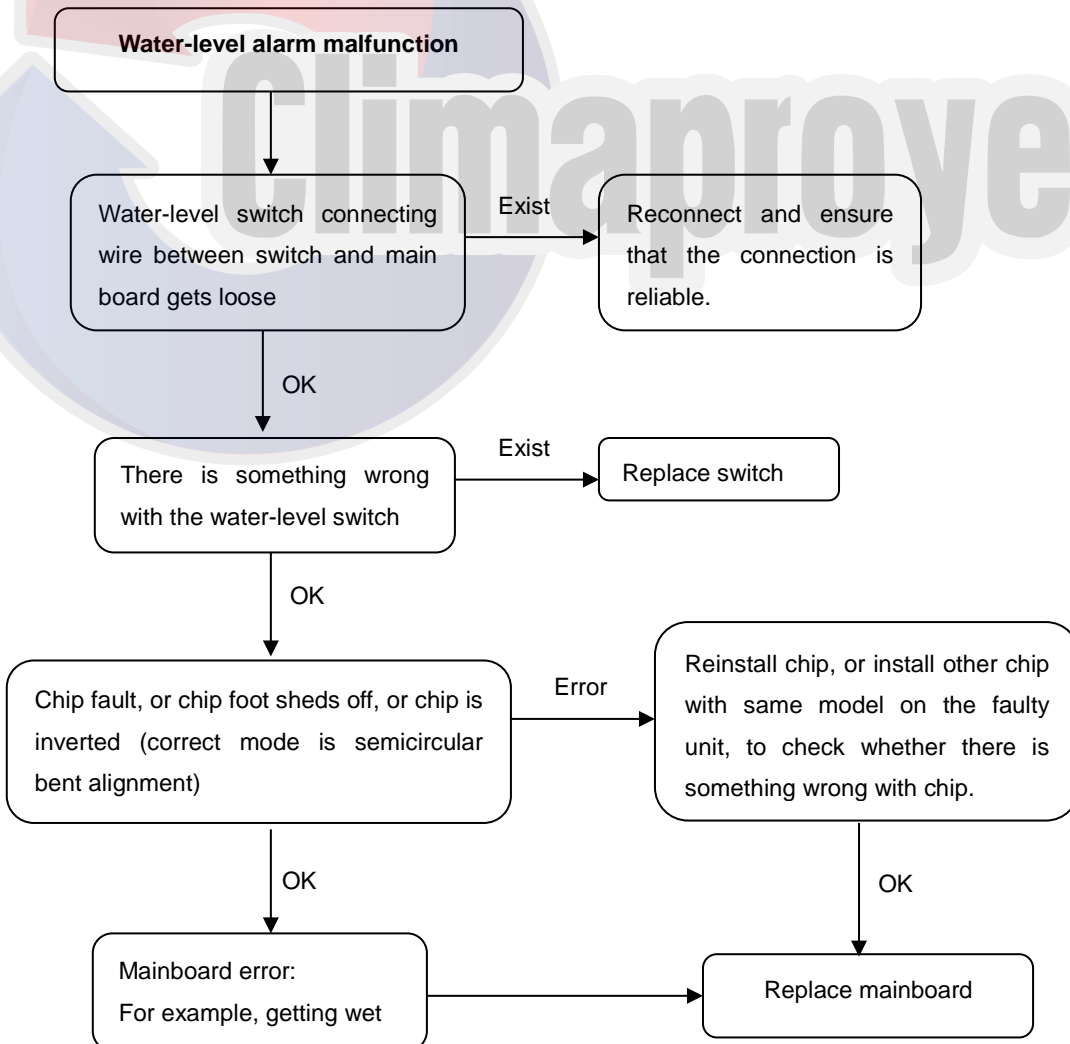 Water-level alarm malfunction
Climaproye
Water-level switch connecting
wire between switch and main
board gets loose
Exist
Reconnect and ensure
that the connection is
reliable.
OK
There is something wrong
with the water-level switch
Exist
Replace switch
OK
Chip fault, or chip foot sheds off, or chip is
inverted (correct mode is semicircular
bent alignment)
Error
Reinstall chip, or install other chip
with same model on the faulty
unit, to check whether there is
something wrong with chip.
OK
OK
Mainboard error:
For example, getting wet
Replace mainboard